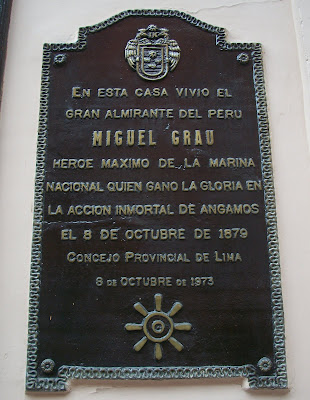 EN ESTA CASA VIVIO EL
GRAN ALMIRANTE DEL PERU
MIGUEL GRAU
HEROE MAXIMO DE LA MARINA
NACIONAL QUIEN GANO LA GLORIA EN
LA ACCION INMORTAL DE ANGAMOS
EL 8 DE OCTUBRE DE 1879
CONCEJO PROVINCIAL DE LIMA
8 DE OCTUBRE DE 1973